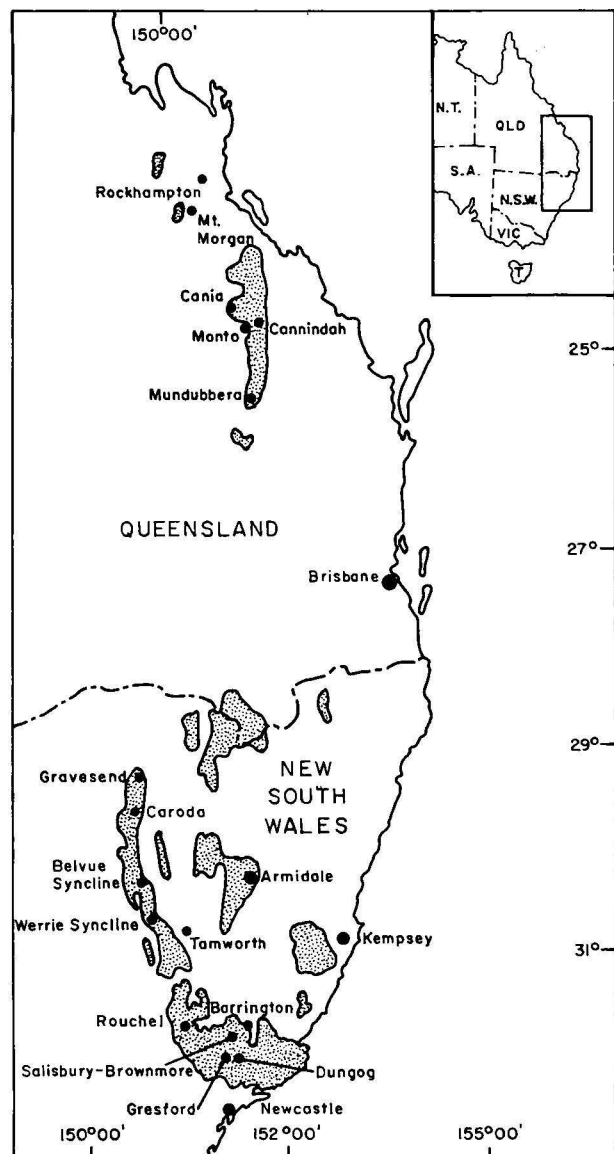 150°00'
N.T.
QLD
S.A.
N.S.W.
VIC
T
Rockhampton
Mt.
Morgan
Cania
Cannindah
Monto
25°
Mundubbera
QUEENSLAND
27°
Brisbane
29°
Gravesend
NEW
SOUTH
WALES
Caroda
Belvue
Syncline
Armidale
Werrie Syncline
Tamworth
Kempsey
31°
Barrington
Rouchel
Salisbury-Brownmore
Dungog
Gresford
Newcastle
150°00'
152°00'
155°00'